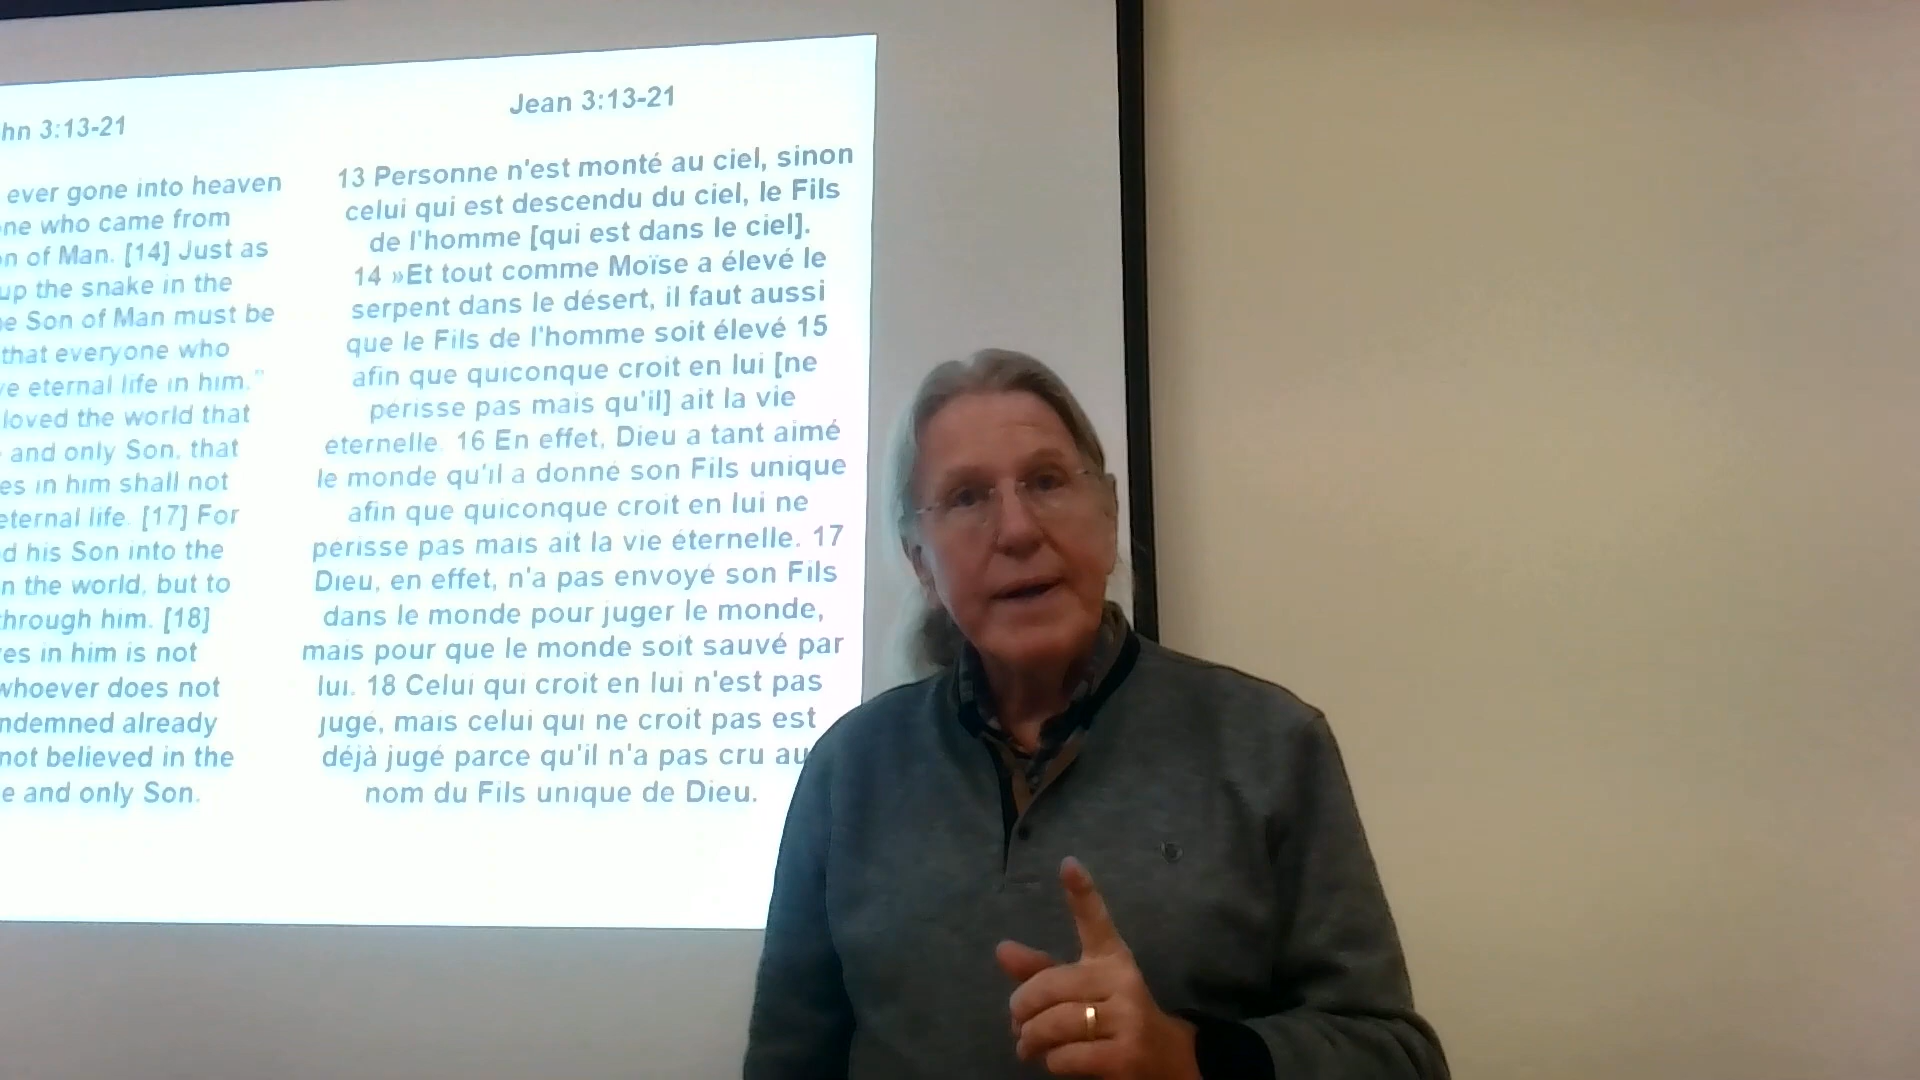 hn 3:13-21
ever gone into heaven
ne who came from
n of Man. [14] Just as
up the snake in the
e Son of Man must be
that everyone who
ve eternal life in him."
loved the world that
and only Son, that
es in him shall not
eternal life. [17] For
d his Son into the
n the world, but to
through him. [18]
es in him is not
whoever does not
ndemned already
not believed in the
e and only Son.
Jean 3:13-21
13 Personne n'est monté au ciel, sinon
celui qui est descendu du ciel, le Fils
de l'homme [qui est dans le ciel].
14 »Et tout comme Moïse a élevé le
serpent dans le désert, il faut aussi
que le Fils de l'homme soit élevé 15
afin que quiconque croit en lui [ne
périsse pas mais qu'il] ait la vie
eternelle. 16 En effet, Dieu a tant aimé
le monde qu'il a donné son Fils unique
afin que quiconque croit en lui ne
périsse pas mais ait la vie éternelle. 17
Dieu, en effet, n'a pas envoyé son Fils
dans le monde pour juger le monde,
mais pour que le monde soit sauvé par
lui. 18 Celui qui croit en lui n'est pas
jugé, mais celui qui ne croit pas est
déjà jugé parce qu'il n'a pas cru au
nom du Fils unique de Dieu.